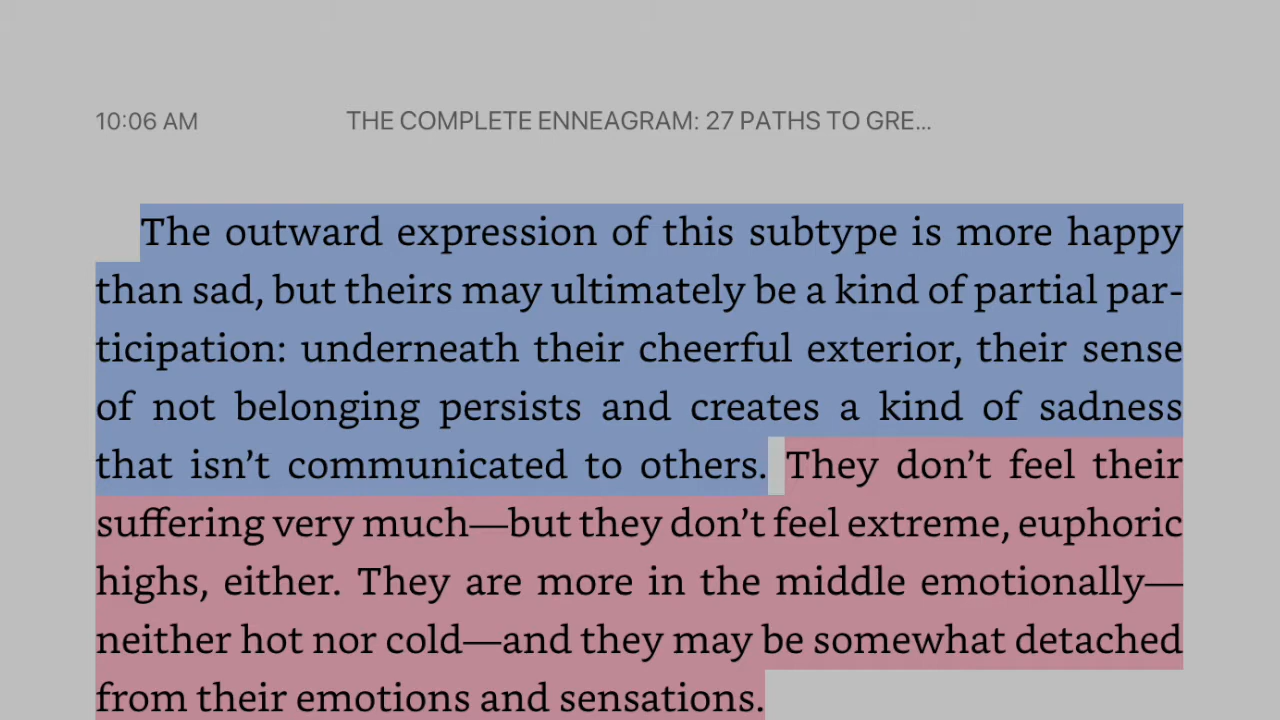 10:06 AM
THE COMPLETE ENNEAGRAM: 27 PATHS TO GRE...
The outward expression of this subtype is more happy
than sad, but theirs may ultimately be a kind of partial par-
ticipation: underneath their cheerful exterior, their sense
of not belonging persists and creates a kind of sadness
that isn’t communicated to others. They don’t feel their
suffering very much—but they don’t feel extreme, euphoric
highs, either. They are more in the middle emotionally—
neither hot nor cold—and they may be somewhat detached
from their emotions and sensations.